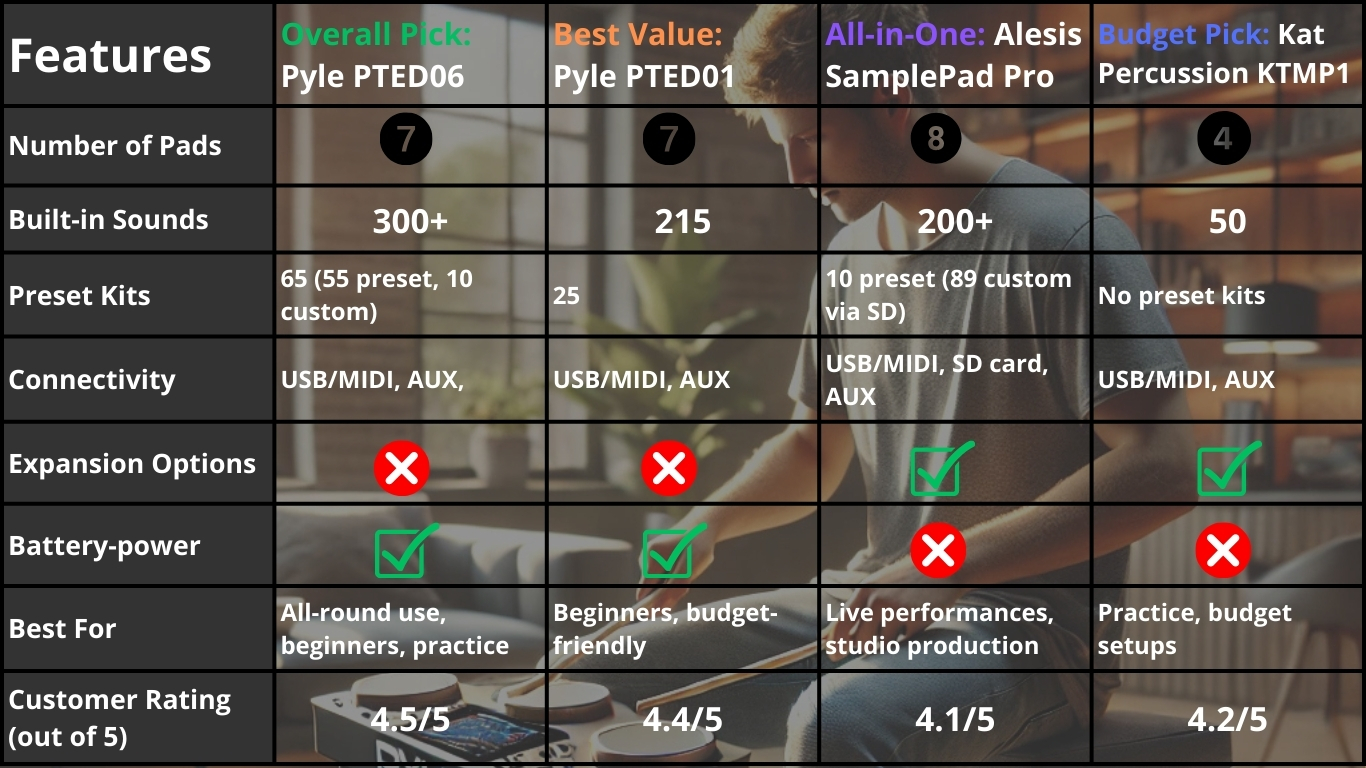 Features
Overall Pick:
Pyle PTED06
Best Value:
Pyle PTED01
All-in-One: Alesis
SamplePad Pro
Budget Pick: Kat
Percussion KTMP1
Number of Pads
7
7
8
4
Built-in Sounds
300+
215
200+
50
Preset Kits
65 (55 preset, 10
custom)
25
10 preset (89 custom
via SD)
No preset kits
Connectivity
USB/MIDI, AUX,
USB/MIDI, AUX
USB/MIDI, SD card,
AUX
USB/MIDI, AUX
Expansion Options
Battery-power
Best For
All-round use,
beginners, practice
Beginners, budget-
friendly
Live performances,
studio production
Practice, budget
setups
Customer Rating
(out of 5)
4.5/5
4.4/5
4.1/5
4.2/5